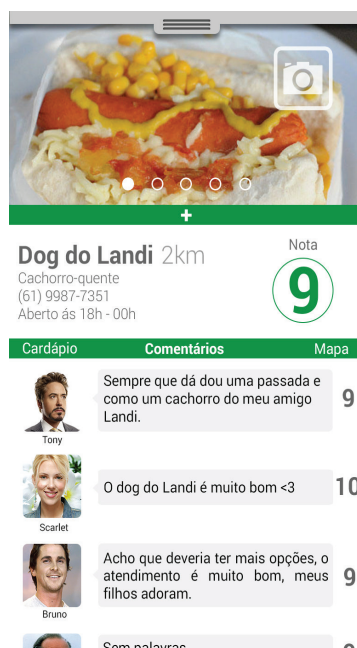 +
Dog do Landi 2km
Nota
Cachorro-quente
9
(61) 9987-7351
Aberto ás 18h - 00h
Cardápio Comentários Mapa
Sempre que dá dou uma passada e
como um cachorro do meu amigo
Landi.
9
Tony
O dog do Landi é muito bom <3
10
Scarlet
Acho que deveria ter mais opções, o
atendimento é muito bom, meus
filhos adoram.
9
Bruno
Sem palavras